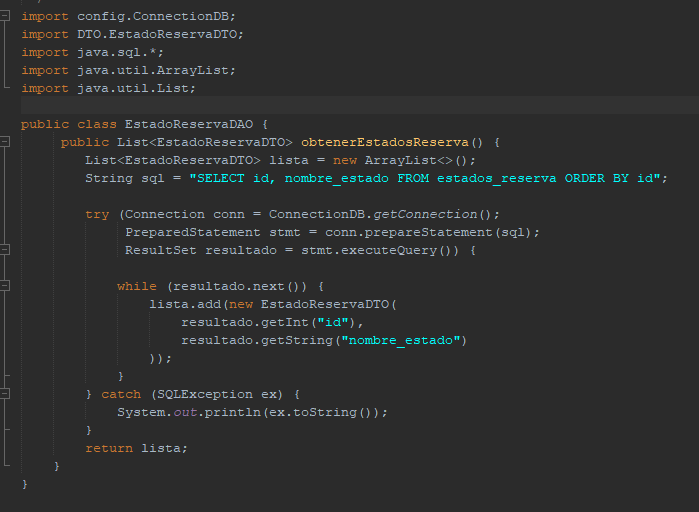 import config.ConnectionDB;
import DTO.EstadoReservaDTO;
import java.sql.*;
import java.util.ArrayList;
import java.util.List;
public class EstadoReservaDAO {
public List<EstadoReservaDTO> obtenerEstadosReserva() {
List<EstadoReservaDTO> lista = new ArrayList<>();
String sql = "SELECT id, nombre_estado FROM estados_reserva ORDER BY id";
try (Connection conn = ConnectionDB.getConnection();
PreparedStatement stmt = conn.prepareStatement(sql);
ResultSet resultado = stmt.executeQuery()) {
while (resultado.next()) {
lista.add(new EstadoReservaDTO(
resultado.getInt("id"),
resultado.getString("nombre_estado")
));
}
} catch (SQLException ex) {
System.out.println(ex.toString());
}
return lista;
}
}